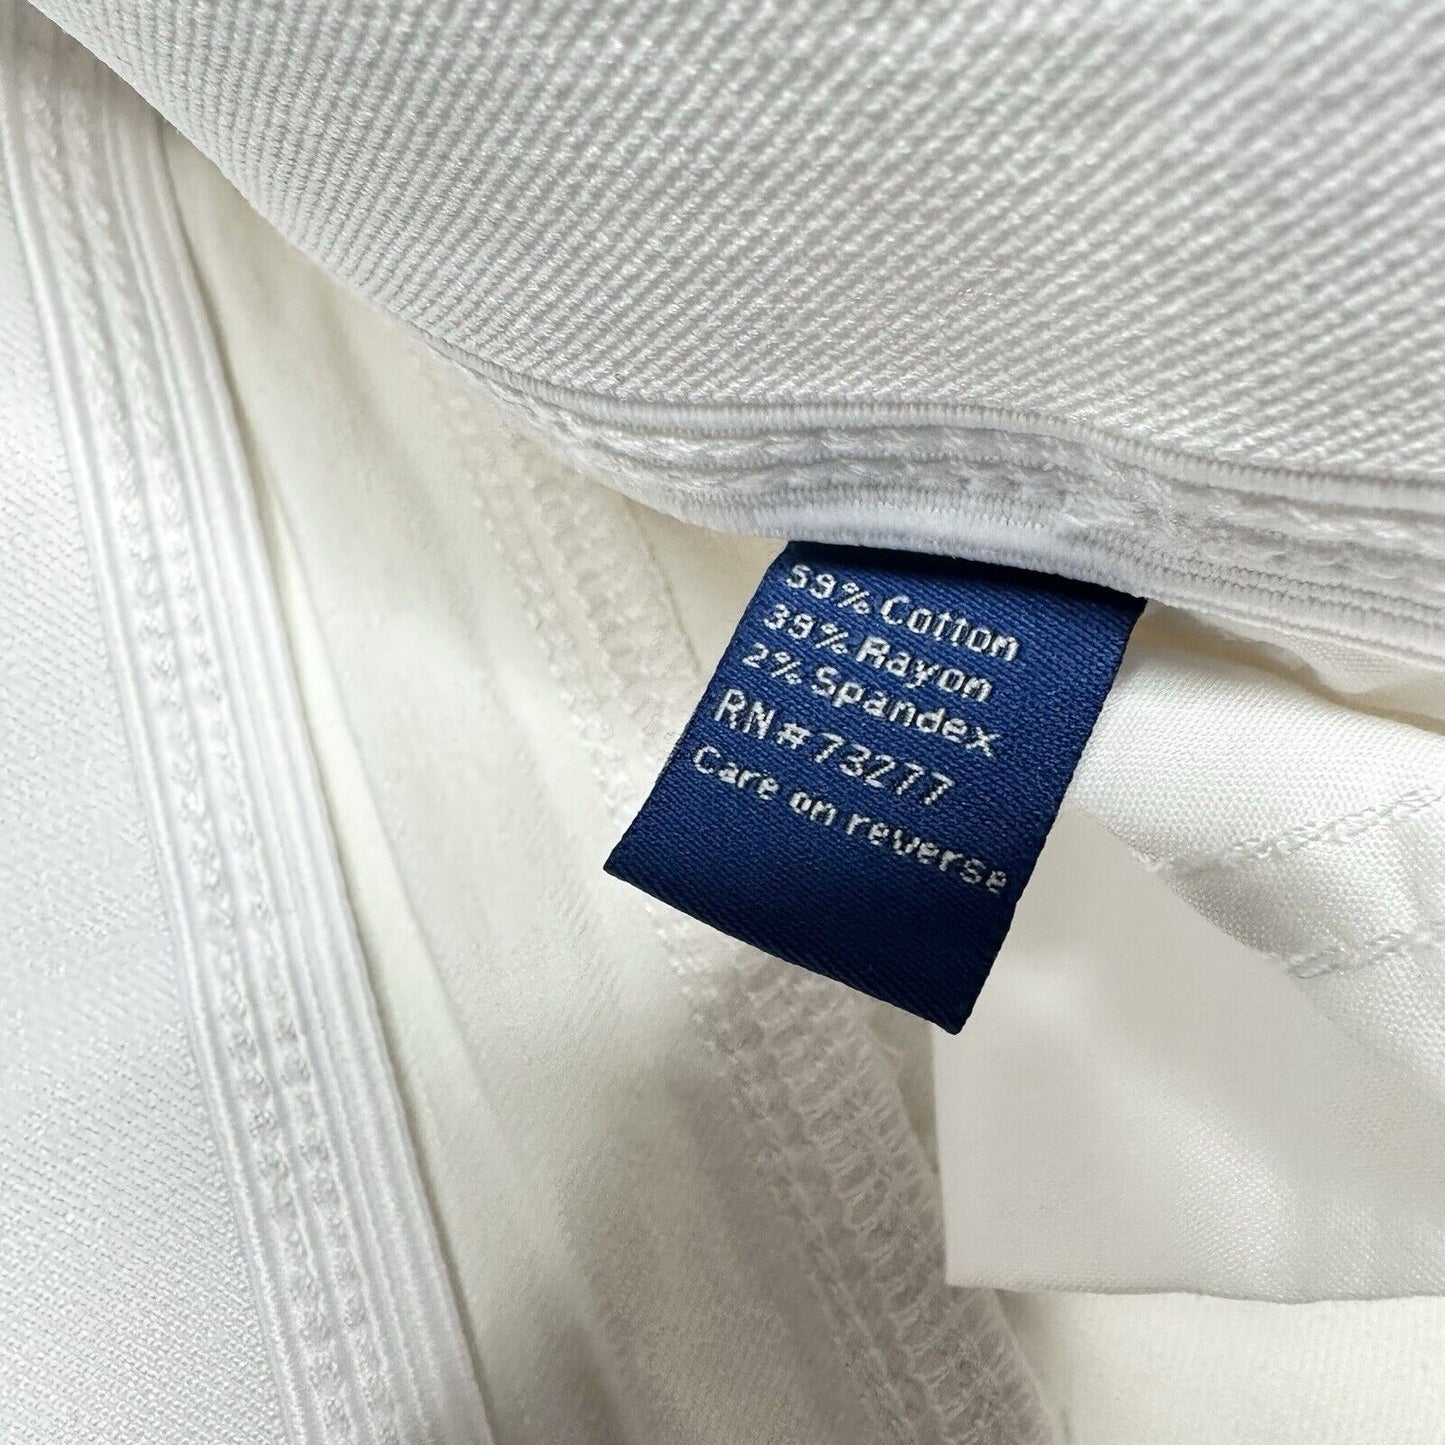 59% Cotton
39% Rayon
2% Spandex
RN# 73277
Care on reverse